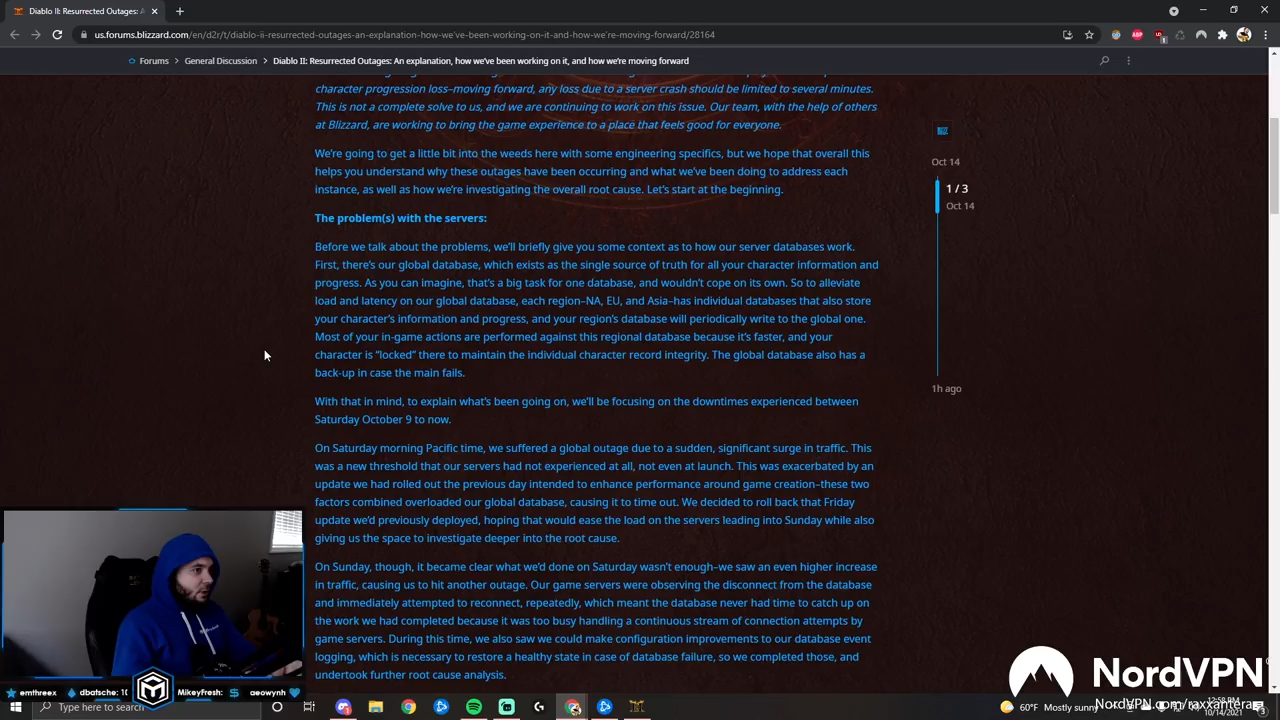 Diablo II: Resurrected Outages: A
us.forums.blizzard.com/en/d2r/t/diablo-ii-resurrected-outages-an-explanation-how-we've-been-working-on-it-and-how-we're-moving-forward/28164
Forums > General Discussion > Diablo II: Resurrected Outages: An explanation, how we've been working on it, and how we're moving forward
character progression loss–moving forward, any loss due to a server crash should be limited to several minutes.
This is not a complete solve to us, and we are continuing to work on this issue. Our team, with the help of others
at Blizzard, are working to bring the game experience to a place that feels good for everyone.
We're going to get a little bit into the weeds here with some engineering specifics, but we hope that overall this
helps you understand why these outages have been occurring and what we've been doing to address each
instance, as well as how we're investigating the overall root cause. Let's start at the beginning.
The problem(s) with the servers:
Before we talk about the problems, we'll briefly give you some context as to how our server databases work.
First, there's our global database, which exists as the single source of truth for all your character information and
progress. As you can imagine, that's a big task for one database, and wouldn't cope on its own. So to alleviate
load and latency on our global database, each region–NA, EU, and Asia–has individual databases that also store
your character's information and progress, and your region's database will periodically write to the global one.
Most of your in-game actions are performed against this regional database because it's faster, and your
character is "locked" there to maintain the individual character record integrity. The global database also has a
back-up in case the main fails.
With that in mind, to explain what's been going on, we'll be focusing on the downtimes experienced between
Saturday October 9 to now.
On Saturday morning Pacific time, we suffered a global outage due to a sudden, significant surge in traffic. This
was a new threshold that our servers had not experienced at all, not even at launch. This was exacerbated by an
update we had rolled out the previous day intended to enhance performance around game creation–these two
factors combined overloaded our global database, causing it to time out. We decided to roll back that Friday
update we'd previously deployed, hoping that would ease the load on the servers leading into Sunday while also
giving us the space to investigate deeper into the root cause.
On Sunday, though, it became clear what we'd done on Saturday wasn't enough–we saw an even higher increase
in traffic, causing us to hit another outage. Our game servers were observing the disconnect from the database
and immediately attempted to reconnect, repeatedly, which meant the database never had time to catch up on
the work we had completed because it was too busy handling a continuous stream of connection attempts by
game servers. During this time, we also saw we could make configuration improvements to our database event
logging, which is necessary to restore a healthy state in case of database failure, so we completed those, and
undertook further root cause analysis.
Oct 14
1 / 3
Oct 14
1h ago
emthreex dbatsche: 10 MikeyFresh: $ aeowynh
NordVPN
NordVPN.com/raxxanterax
Type here to search
60°F Mostly sunny
12:58 PM
10/14/2021